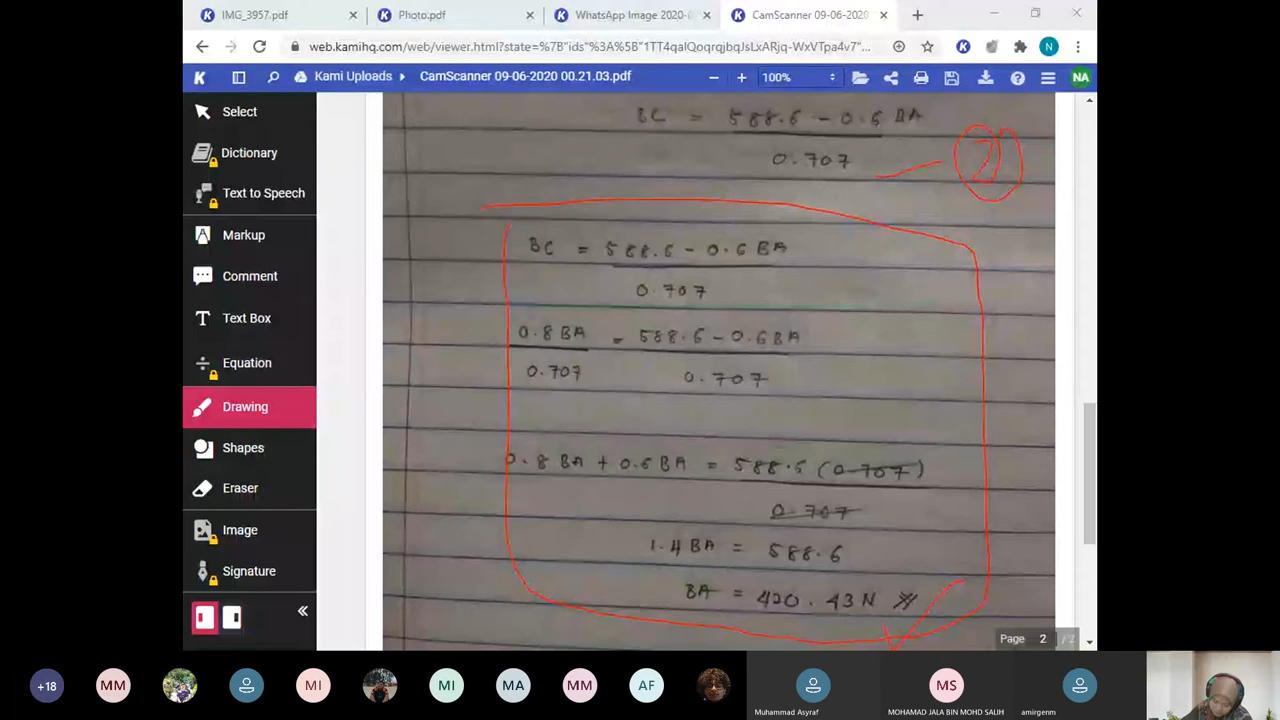 IMG_3957.pdf
Photo.pdf
WhatsApp Image 2020-0
CamScanner 09-06-2020
web.kamihq.com/web/viewer.html?state=%7B"ids"%3A%5B"1TT4qalQoqrqjbqJsLxARjq-WxVTpa4v7"...
N
K
Kami Uploads
CamScanner 09-06-2020 00.21.03.pdf
100%
NA
Select
Dictionary
Text to Speech
Markup
Comment
Text Box
Equation
Drawing
Shapes
Eraser
Image
Signature
BC = 588.6 - 0.6 BA
0.707
BC = 588.6 - 0.6 BA
0.707
0.8 BA = 588.6 - 0.6 BA
0.707 0.707
0.8 BA + 0.6 BA = 588.6 (0.707)
0.707
1.4 BA = 588.6
BA = 420.43 N
Page 2 / 2
+18
MM
MI
MI
MA
MM
AF
MS
Muhammad Asyraf
MOHAMAD JALA BIN MOHD SALIH
amirgenm